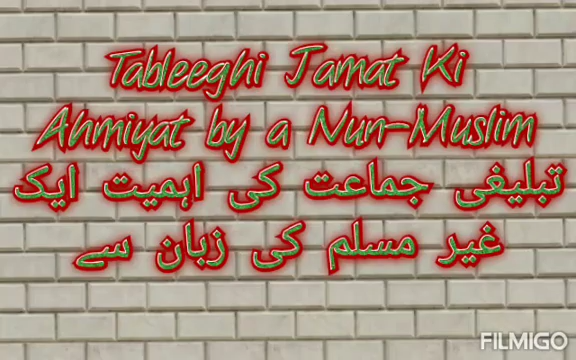 Tableeghi Jamat Ki
Ahmiyat by a Nun-Muslim
تبلیغی جماعت کی اہمیت ایک
غیر مسلم کی زبان سے
FILMIGO